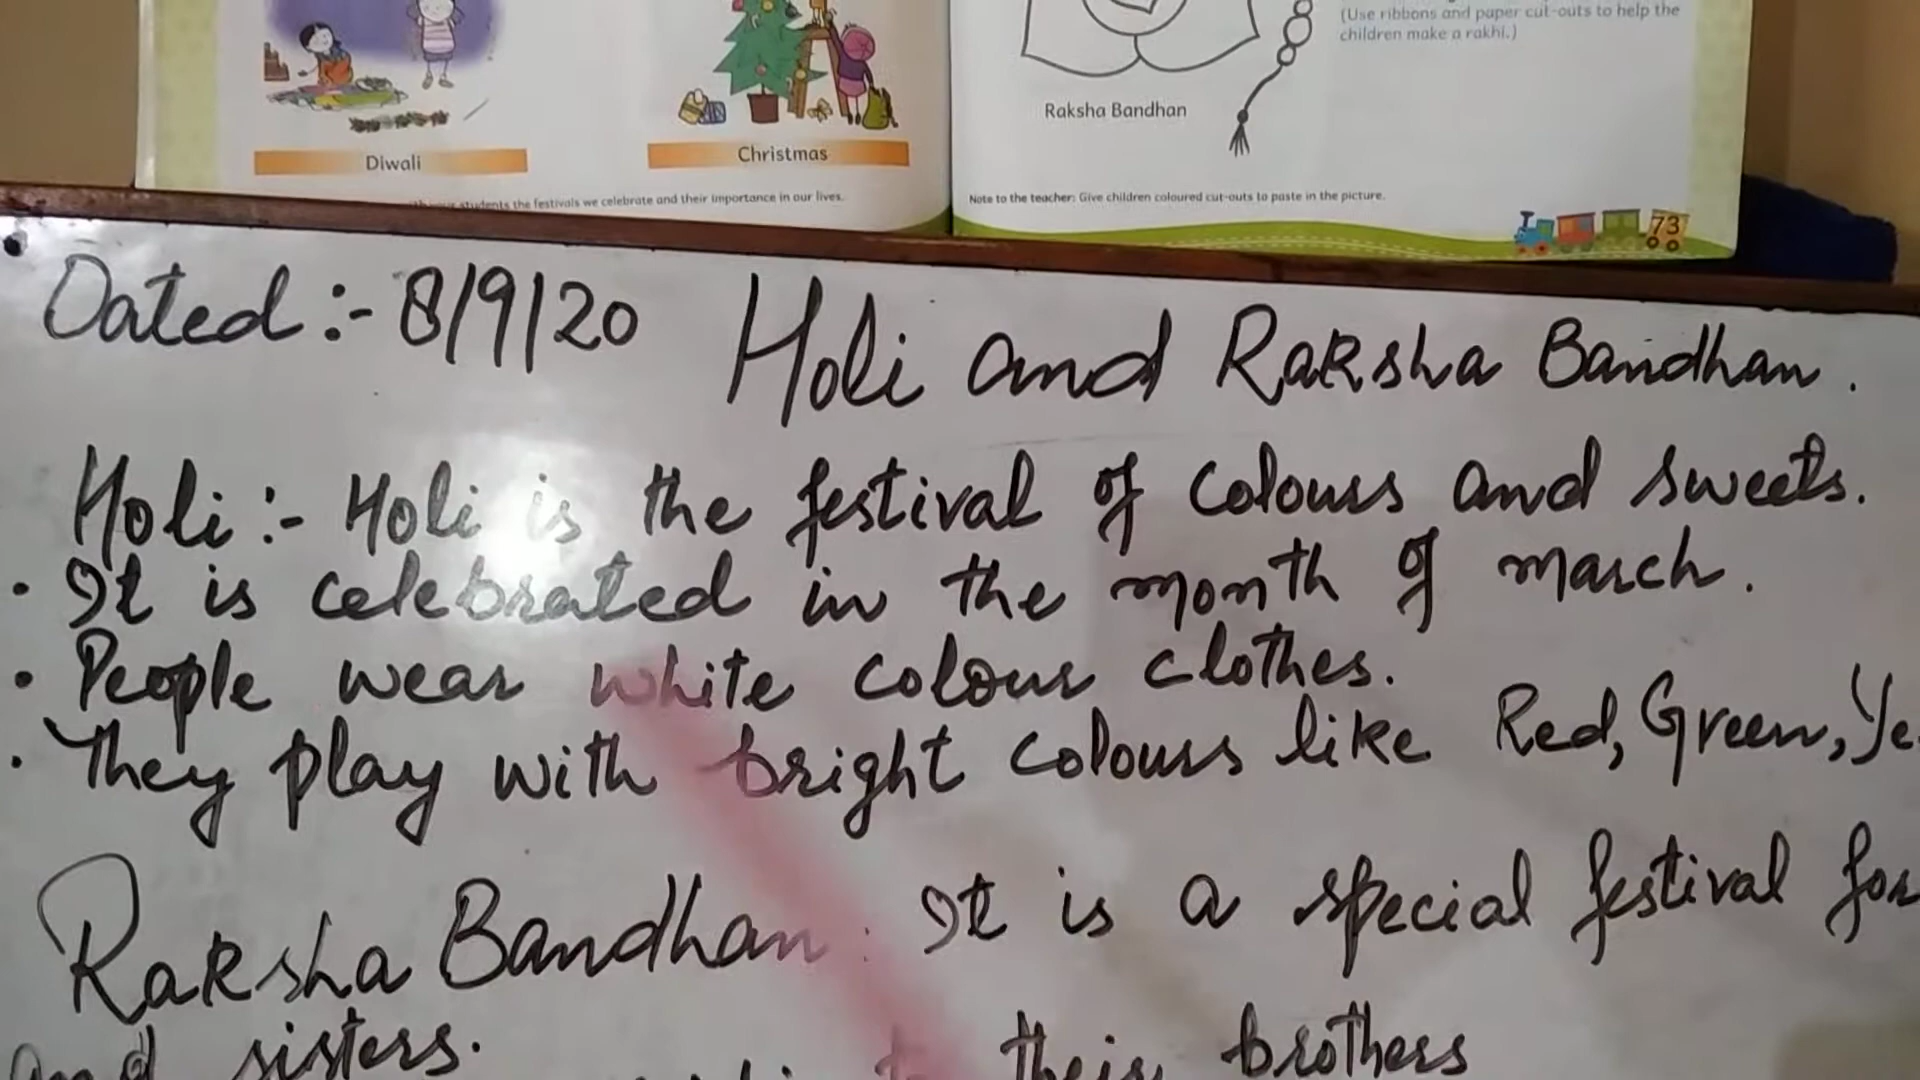 (Use ribbons and paper cut-outs to help the
children make a rakhi.)
Raksha Bandhan
Diwali
Christmas
students the festivals we celebrate and their importance in our lives.
Note to the teacher: Give children coloured cut-outs to paste in the picture.
73
Dated :- 8/9/20 Holi and Raksha Bandhan.
Holi :- Holi is the festival of colours and sweets.
• It is celebrated in the month of march.
• People wear white colour clothes.
• They play with bright colours like Red, Green, Ye
Raksha Bandhan : It is a special festival for
and sisters.
their brothers